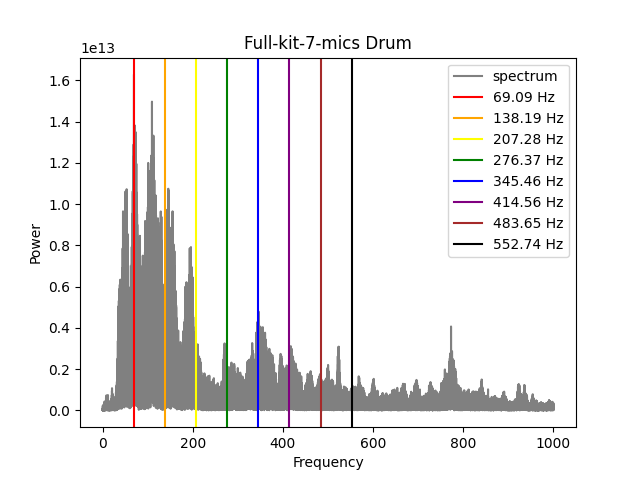 Full-kit-7-mics Drum
1e13
1.6
1.4
1.2
1.0
0.8
0.6
0.4
0.2
0.0
Power
spectrum
69.09 Hz
138.19 Hz
207.28 Hz
276.37 Hz
345.46 Hz
414.56 Hz
483.65 Hz
552.74 Hz
0 200 400 600 800 1000
Frequency